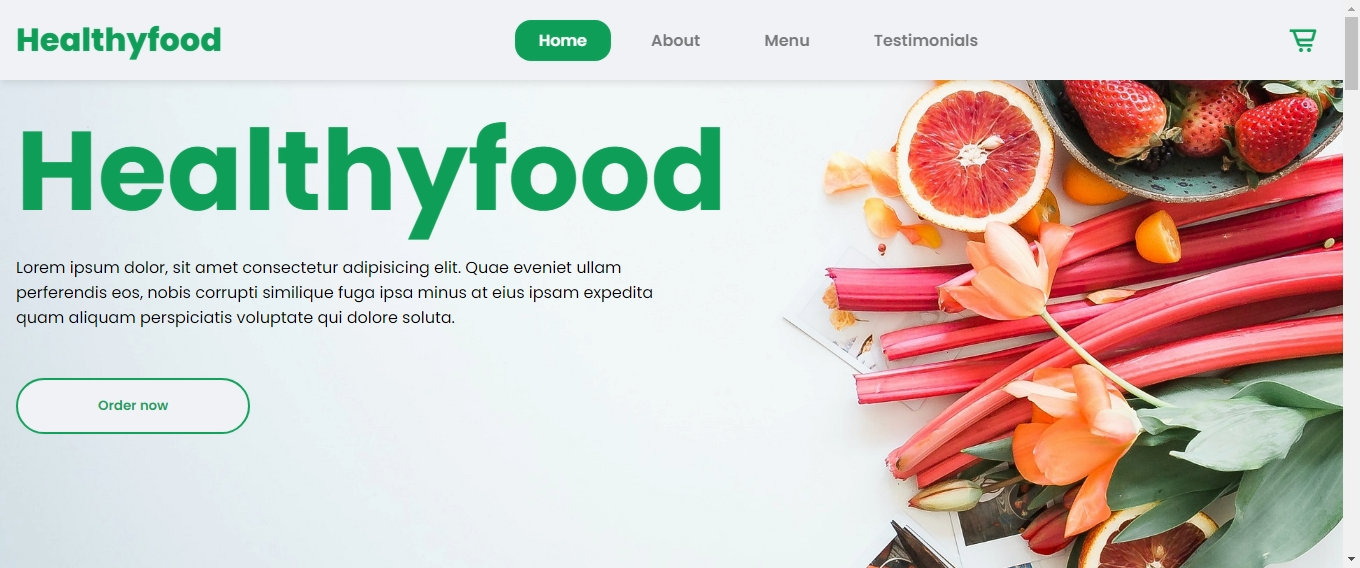 Healthyfood
Home About Menu Testimonials
Healthyfood
Lorem ipsum dolor, sit amet consectetur adipisicing elit. Quae eveniet ullam
perferendis eos, nobis corrupti similique fuga ipsa minus at eius ipsam expedita
quam aliquam perspiciatis voluptate qui dolore soluta.
Order now